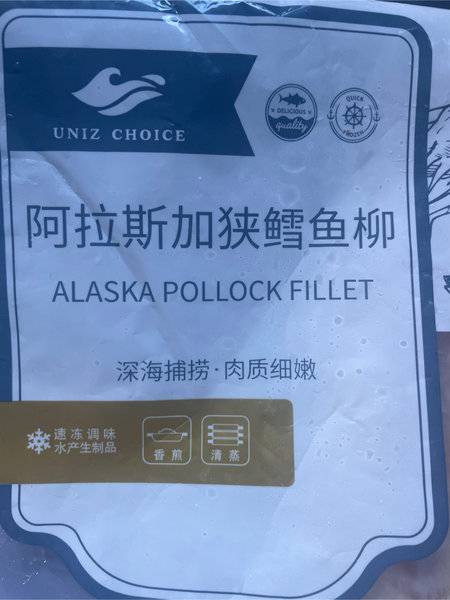 UNIZ CHOICE
DELICIOUS
quality
QUICK
FROZEN
阿拉斯加狭鳕鱼柳
ALASKA POLLOCK FILLET
深海捕捞·肉质细嫩
速冻调味
水产生制品
香煎
清蒸